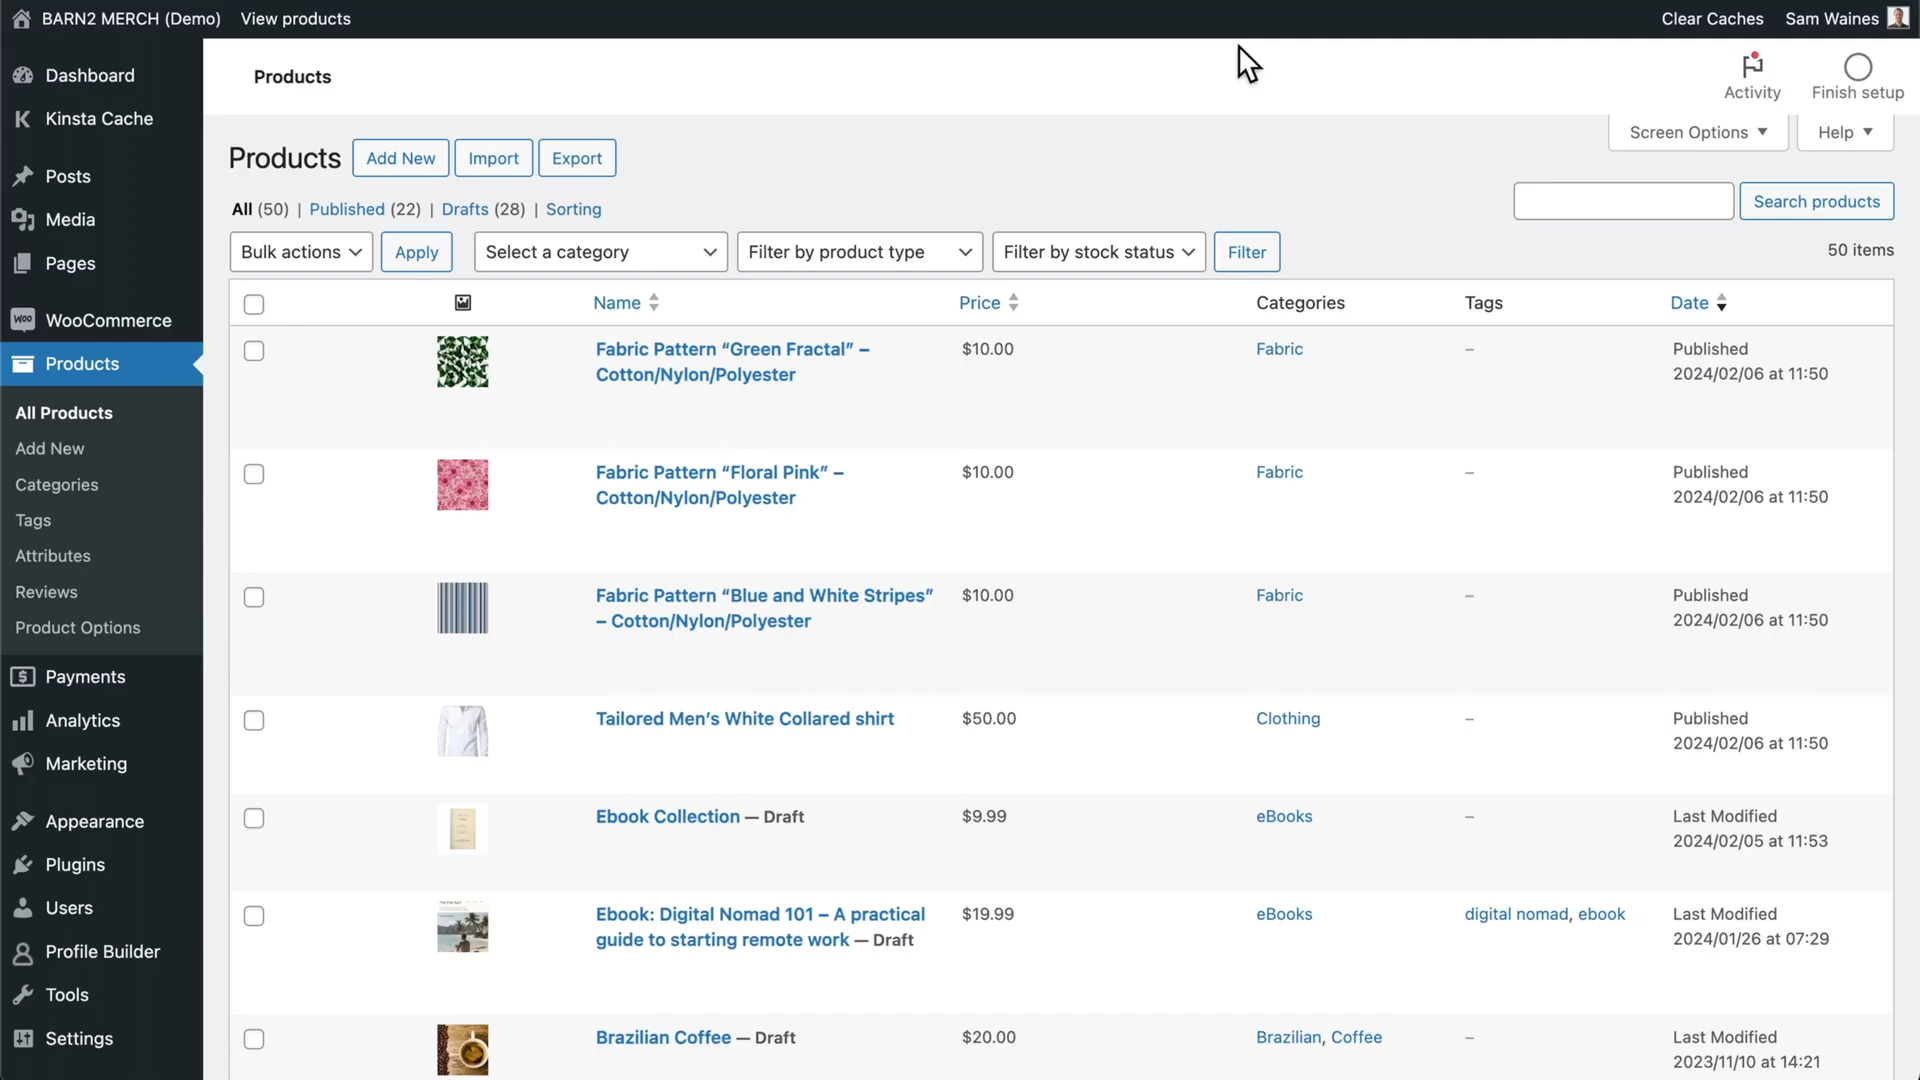 BARN2 MERCH (Demo)
View products
Clear Caches
Sam Waines
Dashboard
Kinsta Cache
Posts
Media
Pages
WooCommerce
Products
All Products
Add New
Categories
Tags
Attributes
Reviews
Product Options
Payments
Analytics
Marketing
Appearance
Plugins
Users
Profile Builder
Tools
Settings
Products
Activity
Finish setup
Screen Options
Help
Products
Add New
Import
Export
All (50) | Published (22) | Drafts (28) | Sorting
Search products
Bulk actions
Apply
Select a category
Filter by product type
Filter by stock status
Filter
50 items
Name
Price
Categories
Tags
Date
Fabric Pattern “Green Fractal” –
Cotton/Nylon/Polyester
$10.00
Fabric
–
Published
2024/02/06 at 11:50
Fabric Pattern “Floral Pink” –
Cotton/Nylon/Polyester
$10.00
Fabric
–
Published
2024/02/06 at 11:50
Fabric Pattern “Blue and White Stripes”
– Cotton/Nylon/Polyester
$10.00
Fabric
–
Published
2024/02/06 at 11:50
Tailored Men’s White Collared shirt
$50.00
Clothing
–
Published
2024/02/06 at 11:50
Ebook Collection — Draft
$9.99
eBooks
–
Last Modified
2024/02/05 at 11:53
Ebook: Digital Nomad 101 – A practical
guide to starting remote work — Draft
$19.99
eBooks
digital nomad, ebook
Last Modified
2024/01/26 at 07:29
Brazilian Coffee — Draft
$20.00
Brazilian, Coffee
–
Last Modified
2023/11/10 at 14:21